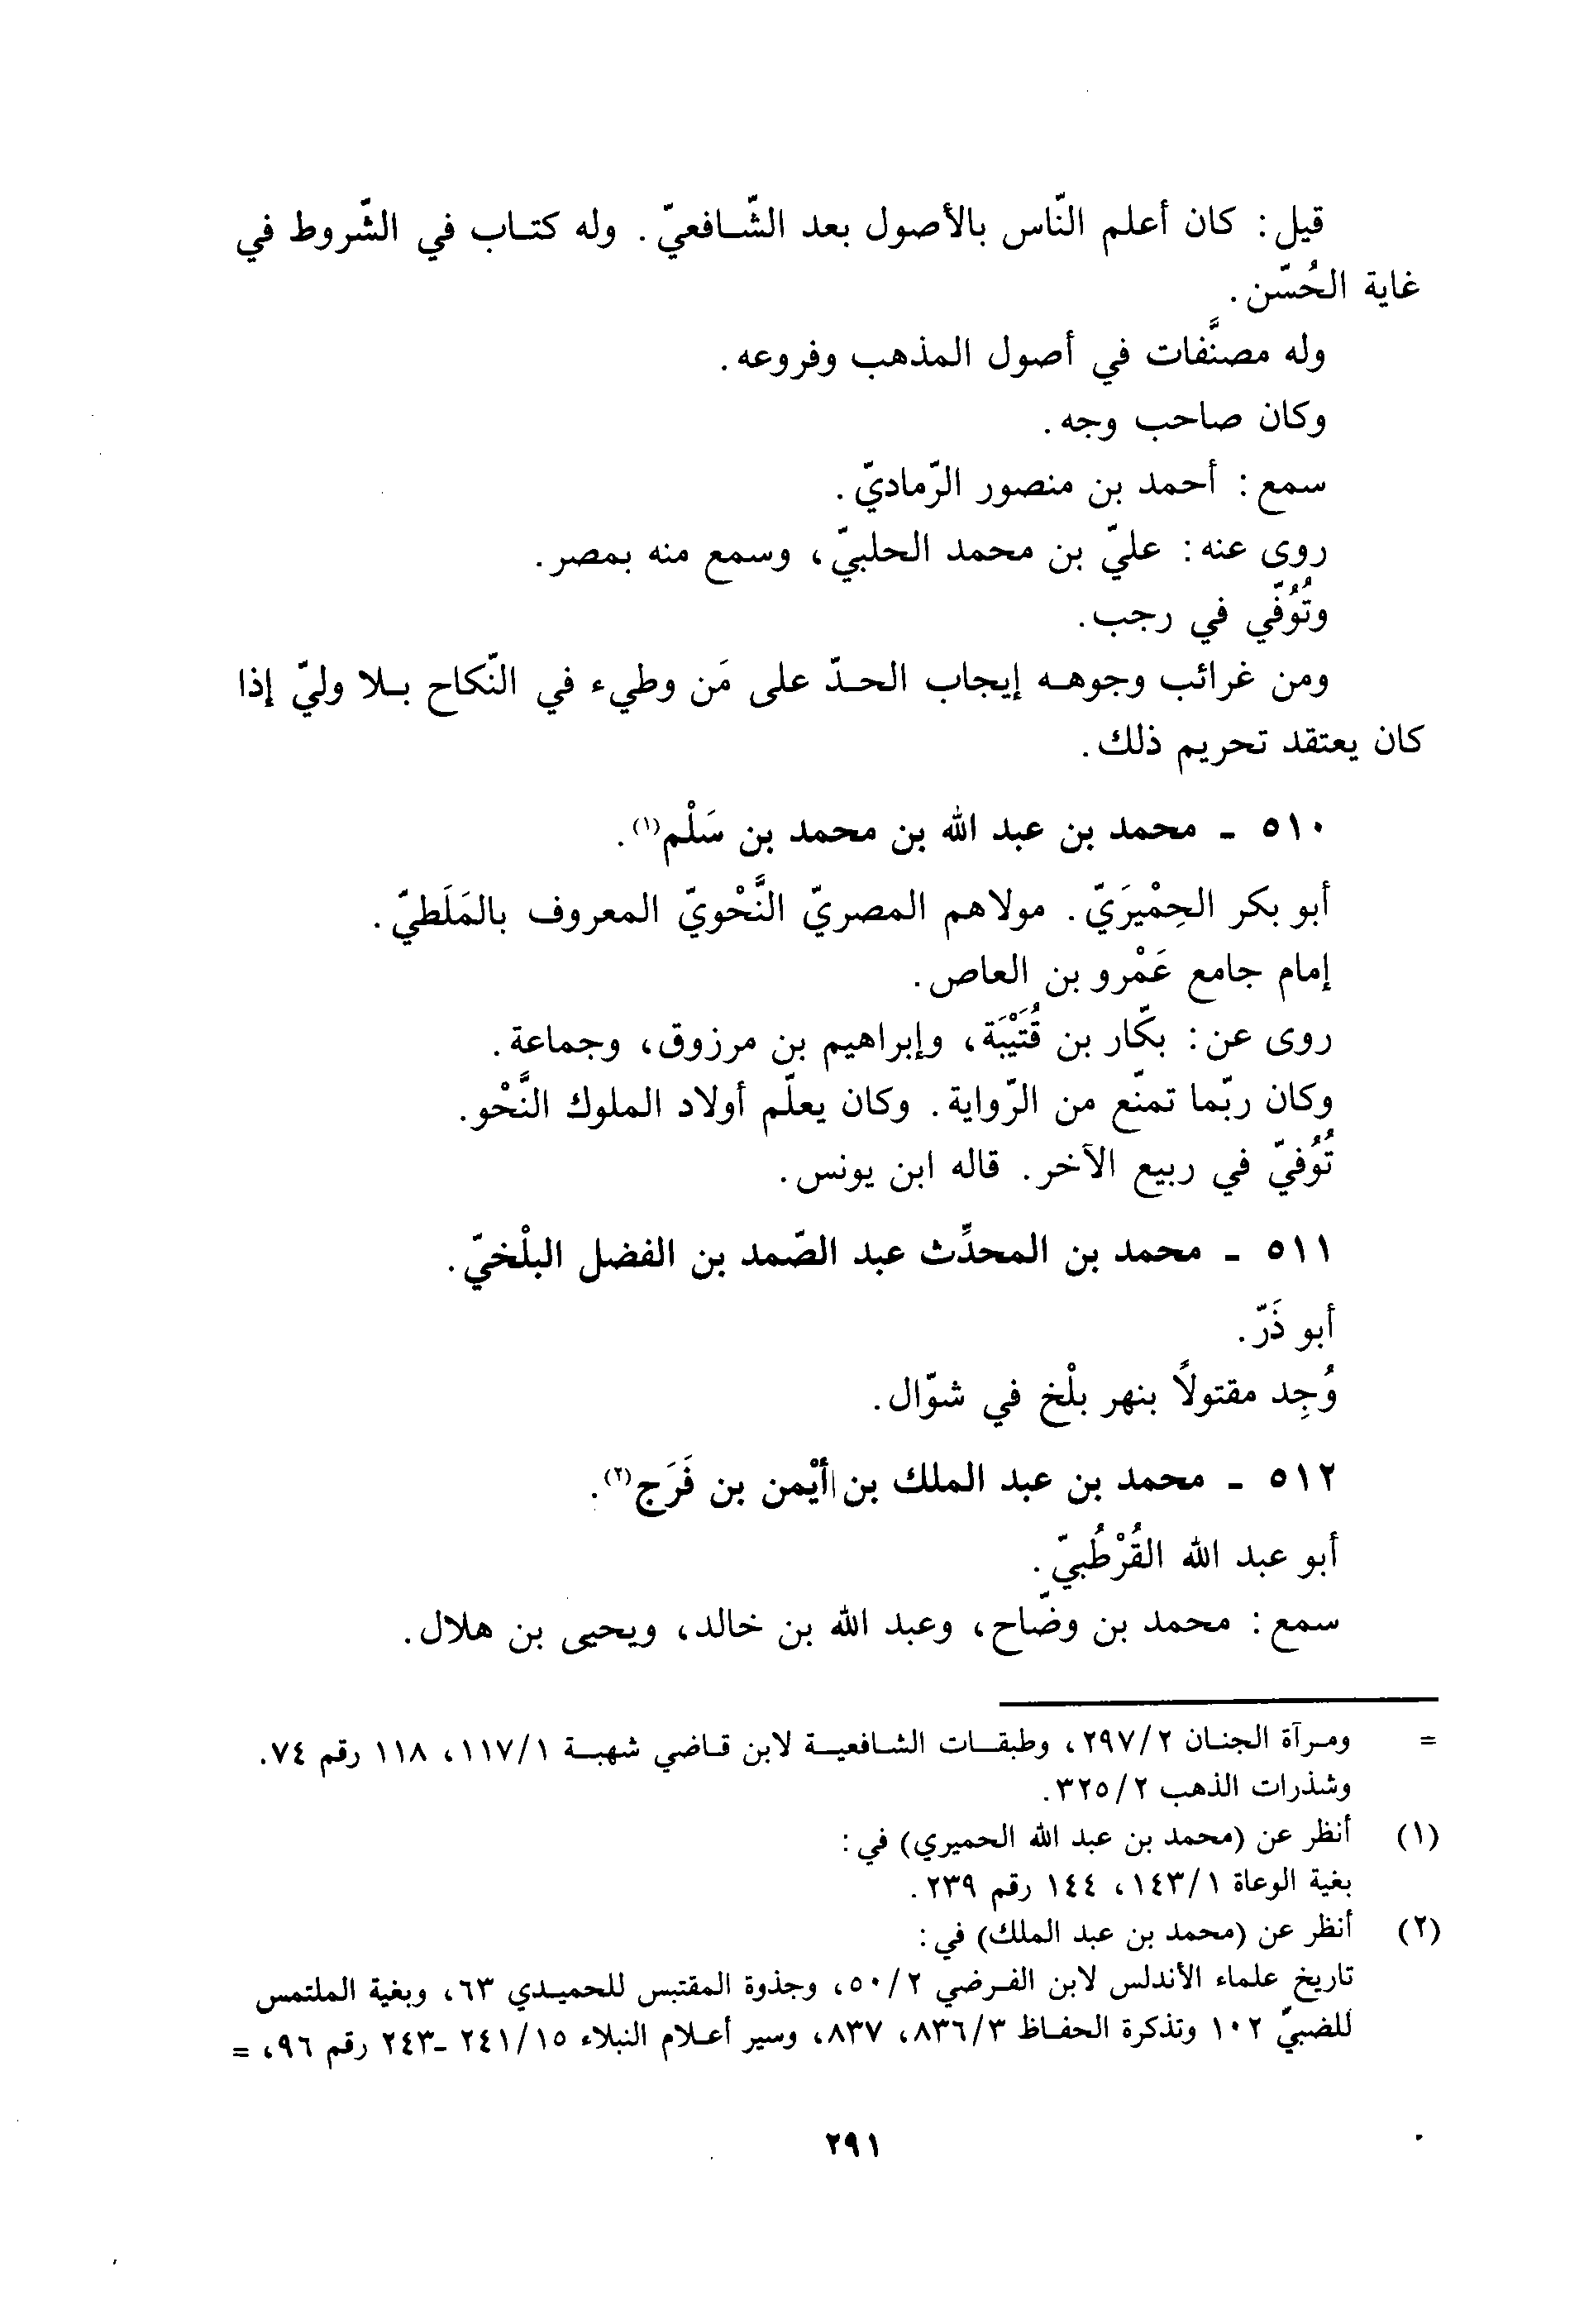 قيل: كان أعلم النّاس بالأصول بعد الشّافعيّ. وله كتاب في الشّروط في
غاية الحُسّن.
وله مصنَّفات في أصول المذهب وفروعه.
وكان صاحب وجه.
سمع: أحمد بن منصور الرّماديّ.
روى عنه: عليّ بن محمد الحلبيّ، وسمع منه بمصر.
وتُوُفّي في رجب.
ومن غرائب وجوهه إيجاب الحدّ على مَن وطيء في النّكاح بلا وليّ إذا
كان يعتقد تحريم ذلك.
٥١٠ - محمد بن عبد الله بن محمد بن سَلْم(١).
أبو بكر الحِمْيَريّ. مولاهم المصريّ النَّحْويّ المعروف بالمَلَطيّ.
إمام جامع عَمْرو بن العاص.
روى عن: بكّار بن قُتَيْبَة، وإبراهيم بن مرزوق، وجماعة.
وكان ربّما تمنّع من الرّواية. وكان يعلّم أولاد الملوك النَّحْو.
تُوُفيّ في ربيع الآخر. قاله ابن يونس.
٥١١ - محمد بن المحدِّث عبد الصّمد بن الفضل البلْخيّ.
أبو ذَرّ.
وُجِد مقتولاً بنهر بلْخ في شوّال.
٥١٢ - محمد بن عبد الملك بن أيْمن بن فَرَج(٢).
أبو عبد الله القُرْطُبيّ.
سمع: محمد بن وضّاح، وعبد الله بن خالد، ويحيى بن هلال.
= ومرآة الجنان ٢٩٧/٢، وطبقات الشافعية لابن قاضي شهبة ١١٧/١، ١١٨ رقم ٧٤.
وشذرات الذهب ٣٢٥/٢.
(١) أنظر عن (محمد بن عبد الله الحميري) في:
بغية الوعاة ١٤٣/١، ١٤٤ رقم ٢٣٩.
(٢) أنظر عن (محمد بن عبد الملك) في:
تاريخ علماء الأندلس لابن الفرضي ٥٠/٢، وجذوة المقتبس للحميدي ٦٣، وبغية الملتمس
للضبيّ ١٠٢ وتذكرة الحفاظ ٨٣٦/٣، ٨٣٧، وسير أعلام النبلاء ٢٤١/١٥ -٢٤٣ رقم ٩٦، =
٢٩١